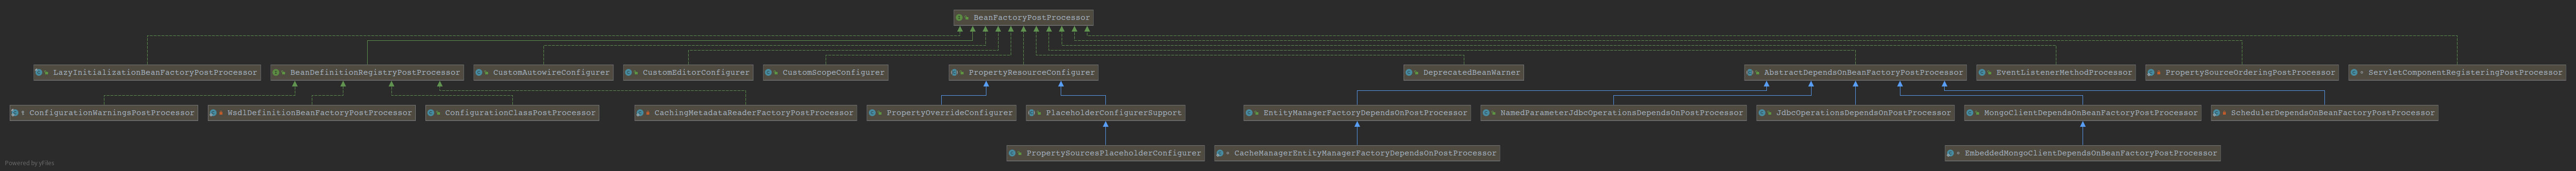 BeanFactoryPostProcessor
LazyInitializationBeanFactoryPostProcessor
BeanDefinitionRegistryPostProcessor
CustomAutowireConfigurer
CustomEditorConfigurer
CustomScopeConfigurer
PropertyResourceConfigurer
DeprecatedBeanWarner
AbstractDependsOnBeanFactoryPostProcessor
EventListenerMethodProcessor
PropertySourceOrderingPostProcessor
ServletComponentRegisteringPostProcessor
ConfigurationWarningsPostProcessor
WsdlDefinitionBeanFactoryPostProcessor
ConfigurationClassPostProcessor
CachingMetadataReaderFactoryPostProcessor
PropertyOverrideConfigurer
PlaceholderConfigurerSupport
EntityManagerFactoryDependsOnPostProcessor
NamedParameterJdbcOperationsDependsOnPostProcessor
JdbcOperationsDependsOnPostProcessor
MongoClientDependsOnBeanFactoryPostProcessor
SchedulerDependsOnBeanFactoryPostProcessor
PropertySourcesPlaceholderConfigurer
CacheManagerEntityManagerFactoryDependsOnPostProcessor
EmbeddedMongoClientDependsOnBeanFactoryPostProcessor
Powered by yFiles